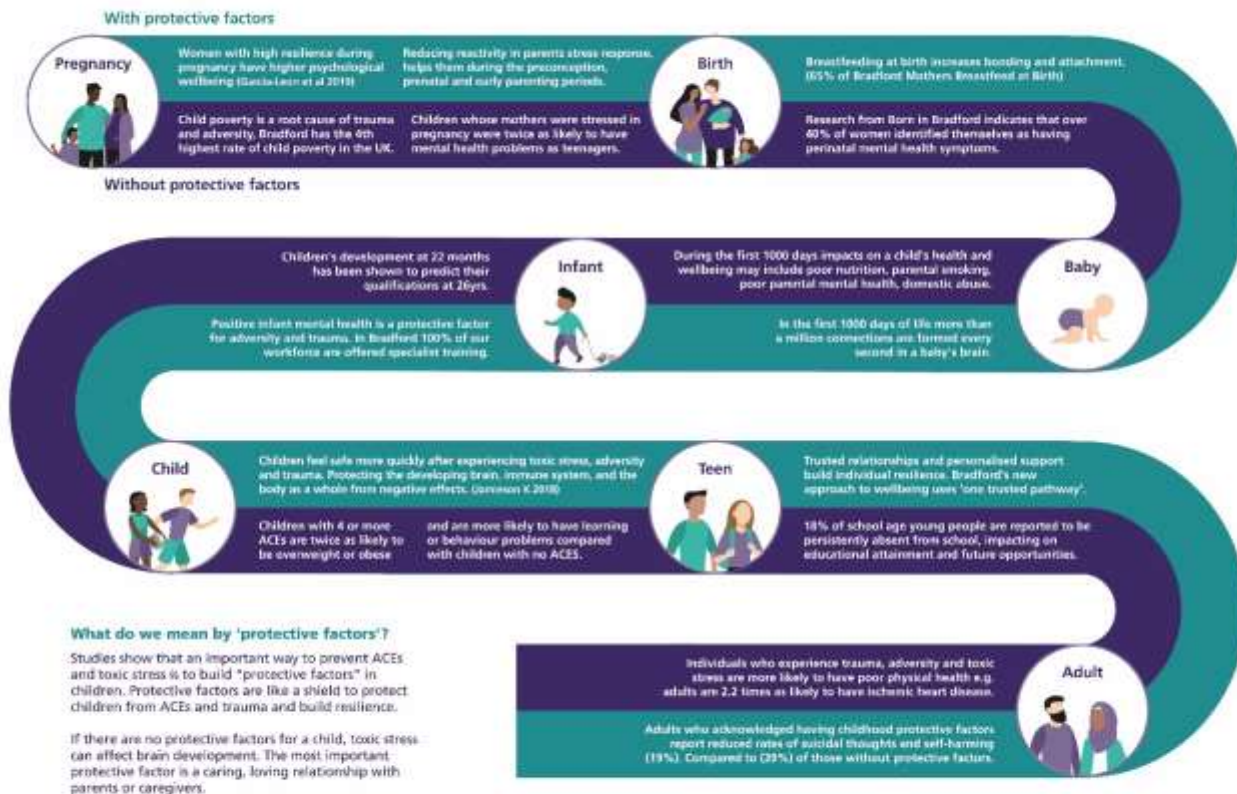 With protective factors
Pregnancy
Women with high resilience during
pregnancy have higher psychological
wellbeing (Garcia-Leon et al 2019)
Reducing reactivity in parents stress response,
helps them during the preconception,
prenatal and early parenting periods.
Child poverty is a root cause of trauma
and adversity, Bradford has the 4th
highest rate of child poverty in the UK.
Children whose mothers were stressed in
pregnancy were twice as likely to have
mental health problems as teenagers.
Birth
Breastfeeding at birth increases bonding and attachment.
(65% of Bradford Mothers Breastfeed at Birth)
Research from Born in Bradford indicates that over
40% of women identified themselves as having
perinatal mental health symptoms.
Without protective factors
Baby
During the first 1000 days impacts on a child's health and
wellbeing may include poor nutrition, parental smoking,
poor parental mental health, domestic abuse.
In the first 1000 days of life more than
a million connections are formed every
second in a baby's brain.
Infant
Children's development at 22 months
has been shown to predict their
qualifications at 26yrs.
Positive infant mental health is a protective factor
for adversity and trauma. In Bradford 100% of our
workforce are offered specialist training.
Child
Children feel safe more quickly after experiencing toxic stress, adversity
and trauma. Protecting the developing brain, immune system, and the
body as a whole from negative effects. (Jamieson K 2018)
Children with 4 or more
ACEs are twice as likely to
be overweight or obese
and are more likely to have learning
or behaviour problems compared
with children with no ACES.
Teen
Trusted relationships and personalised support
build individual resilience. Bradford's new
approach to wellbeing uses 'one trusted pathway'.
18% of school age young people are reported to be
persistently absent from school, impacting on
educational attainment and future opportunities.
Adult
Individuals who experience trauma, adversity and toxic
stress are more likely to have poor physical health e.g.
adults are 2.2 times as likely to have ischemic heart disease.
Adults who acknowledged having childhood protective factors
report reduced rates of suicidal thoughts and self-harming
(19%). Compared to (39%) of those without protective factors.
What do we mean by 'protective factors'?
Studies show that an important way to prevent ACEs
and toxic stress is to build "protective factors" in
children. Protective factors are like a shield to protect
children from ACEs and trauma and build resilience.
If there are no protective factors for a child, toxic stress
can affect brain development. The most important
protective factor is a caring, loving relationship with
parents or caregivers.